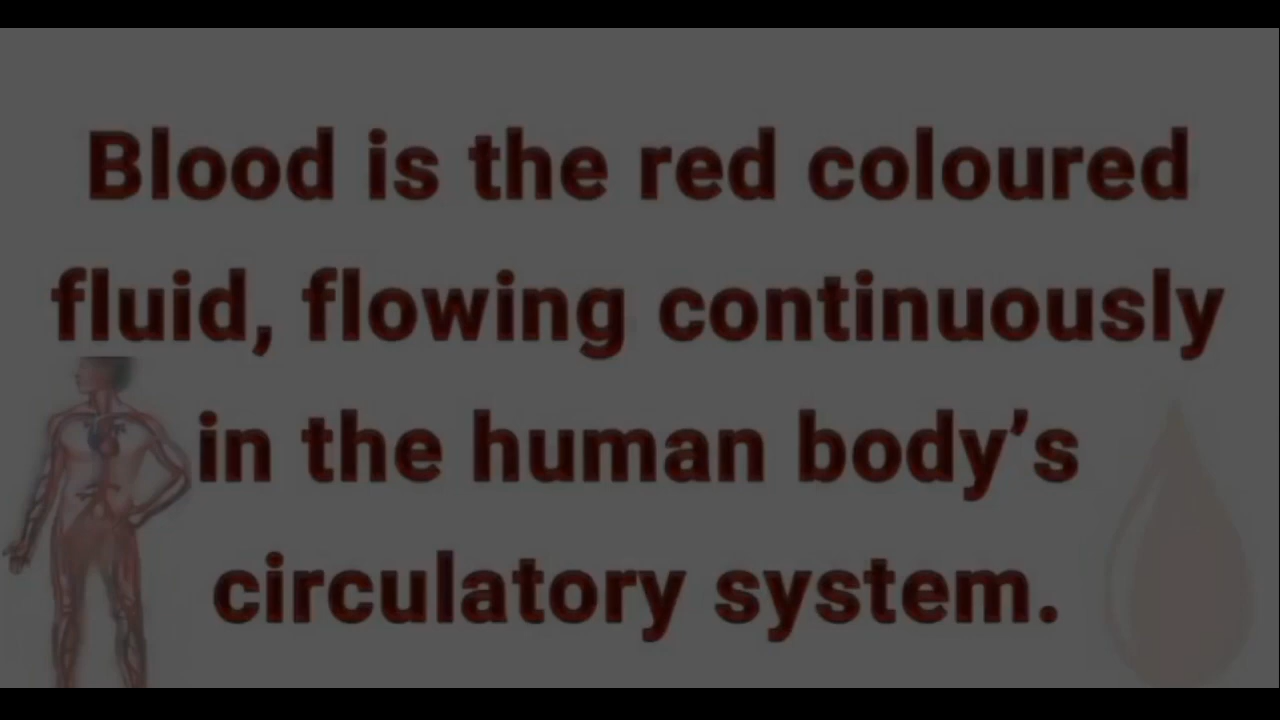 Blood is the red coloured
fluid, flowing continuously
in the human body’s
circulatory system.